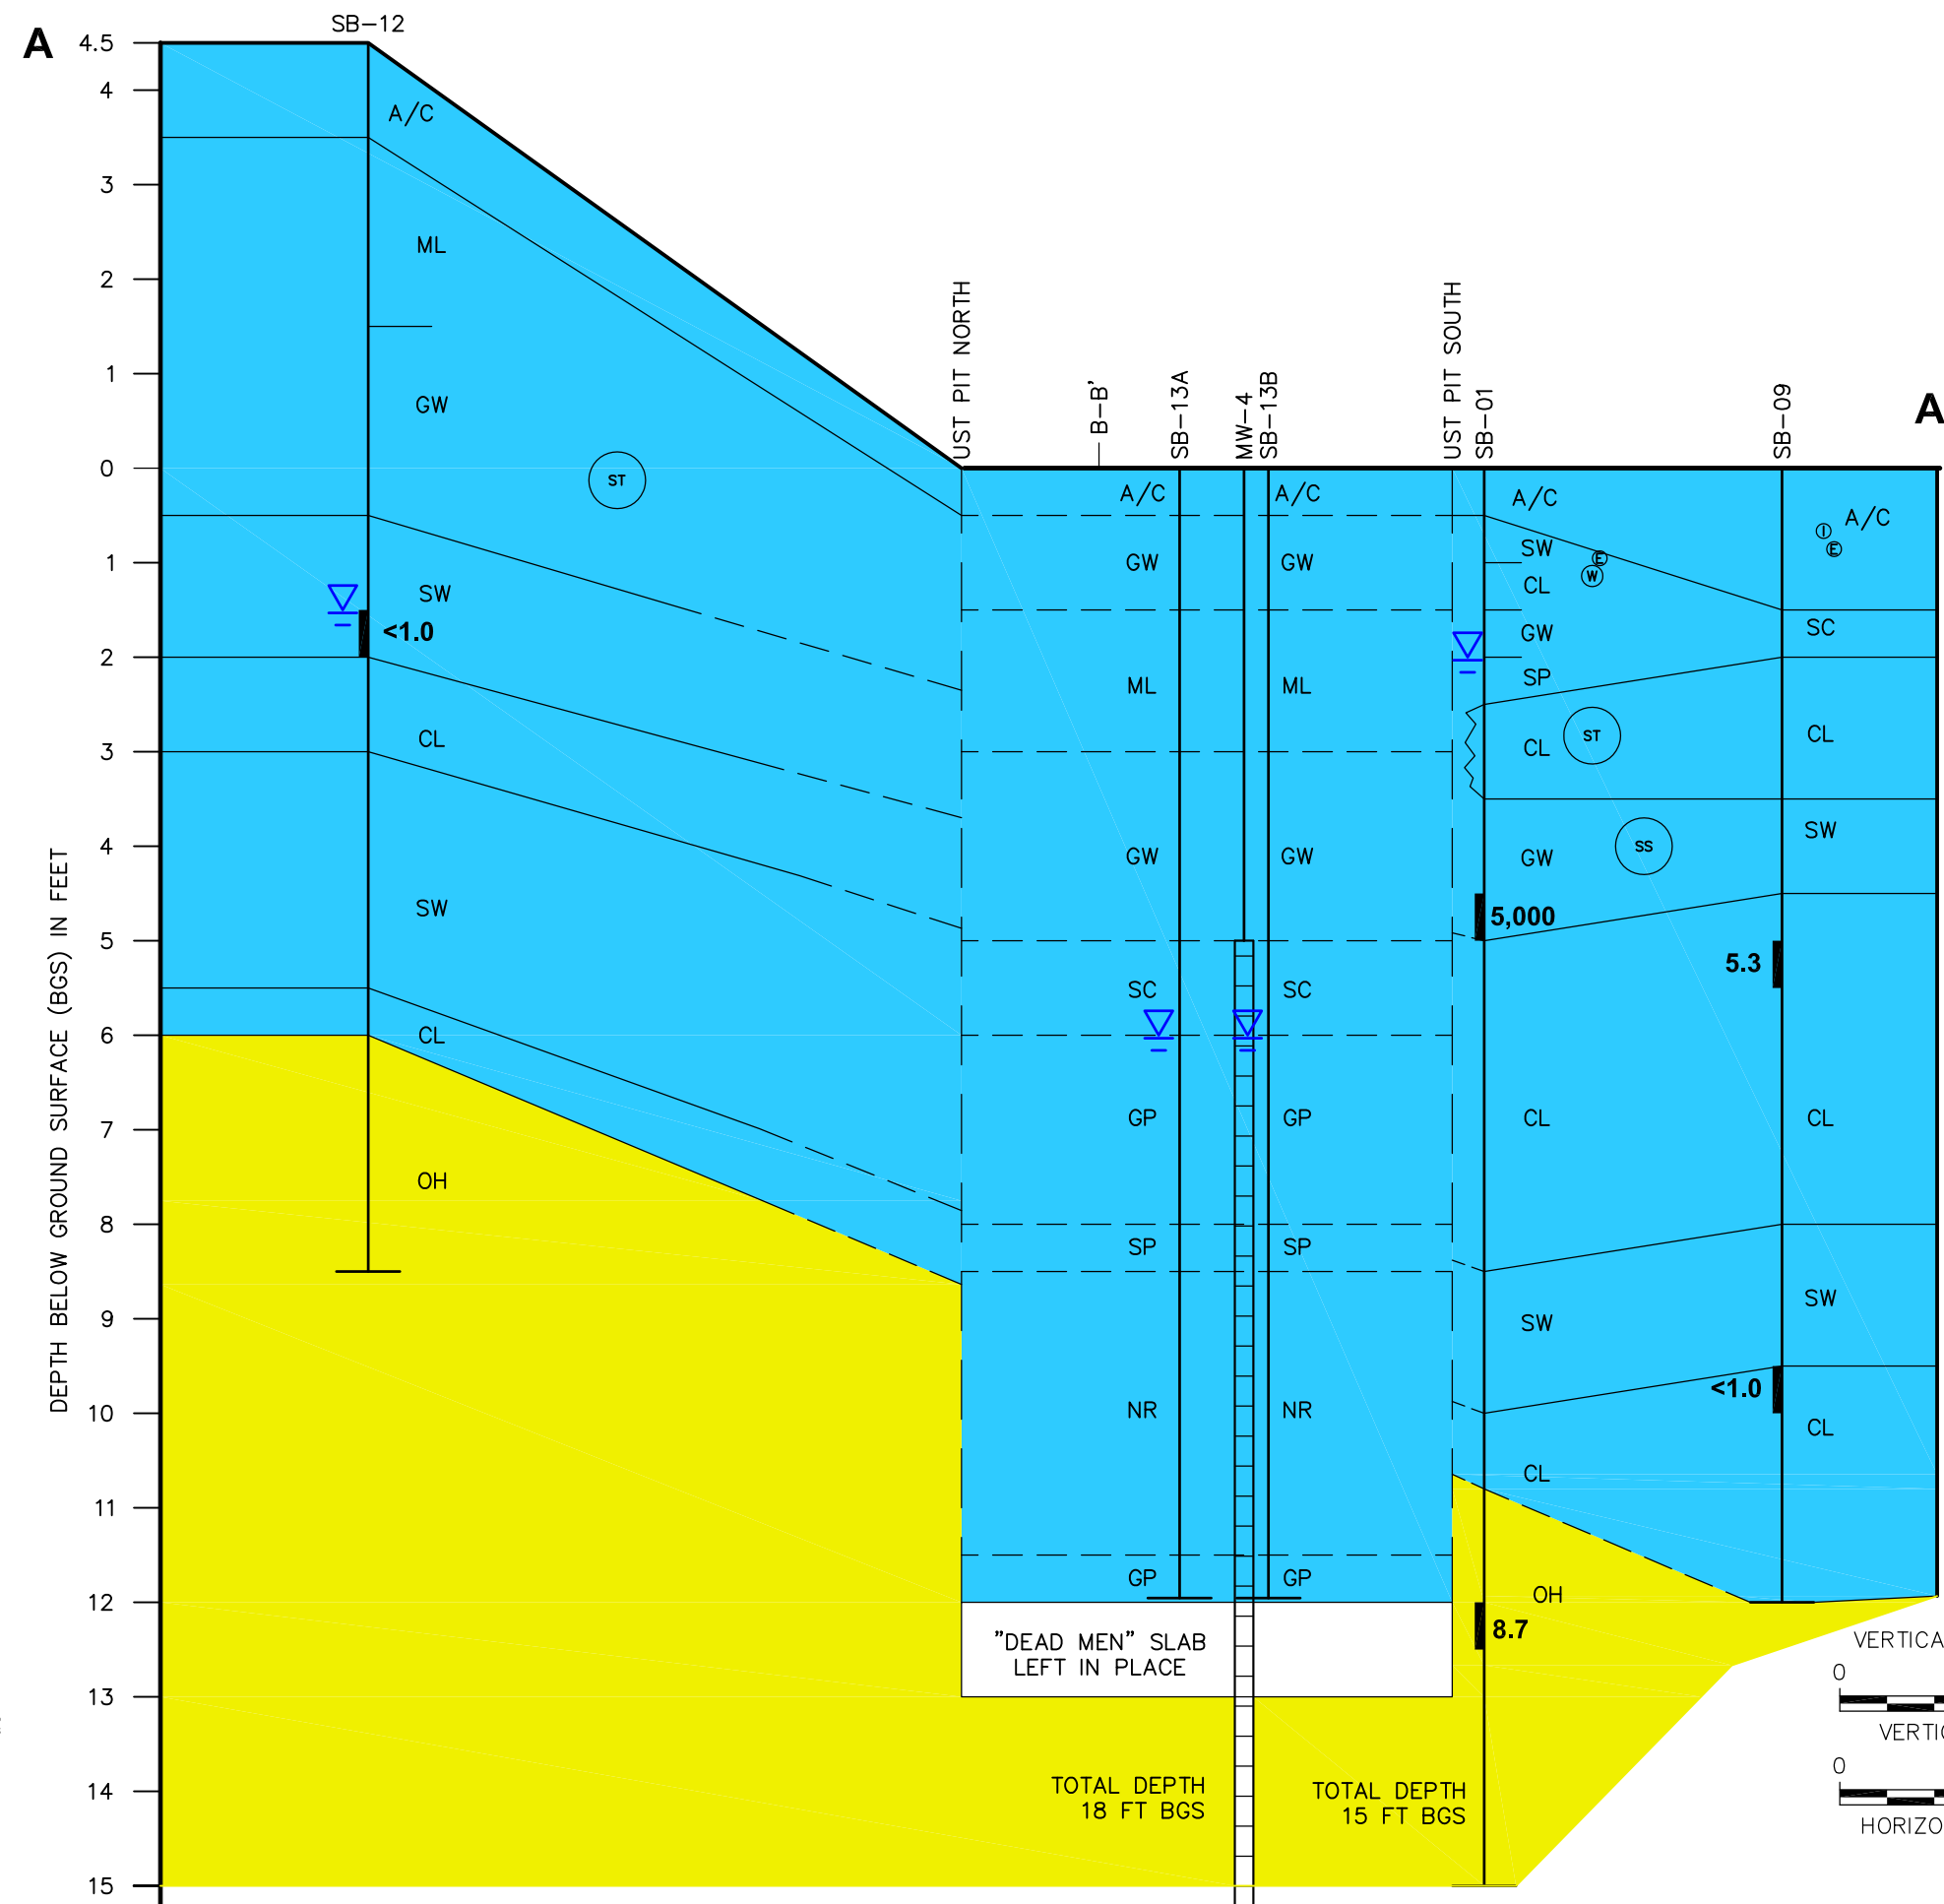 A
SB-12
4.5
4
3
2
1
0
1
2
3
4
5
6
7
8
9
10
11
12
13
14
15
DEPTH BELOW GROUND SURFACE (BGS) IN FEET
A/C
ML
GW
ST
SW
<1.0
CL
SW
CL
OH
UST PIT NORTH
B-B'
SB-13A
MW-4
SB-13B
UST PIT SOUTH
SB-01
SB-09
A
A/C
GW
ML
GW
SC
GP
SP
NR
GP
A/C
GW
ML
GW
SC
GP
SP
NR
GP
"DEAD MEN" SLAB
LEFT IN PLACE
TOTAL DEPTH
18 FT BGS
TOTAL DEPTH
15 FT BGS
A/C
SW
E
W
CL
GW
SP
CL
ST
SS
GW
5,000
CL
SW
CL
OH
8.7
I
E
A/C
SC
CL
SW
5.3
CL
SW
<1.0
CL
VERTICA
0
VERTIC
0
HORIZO